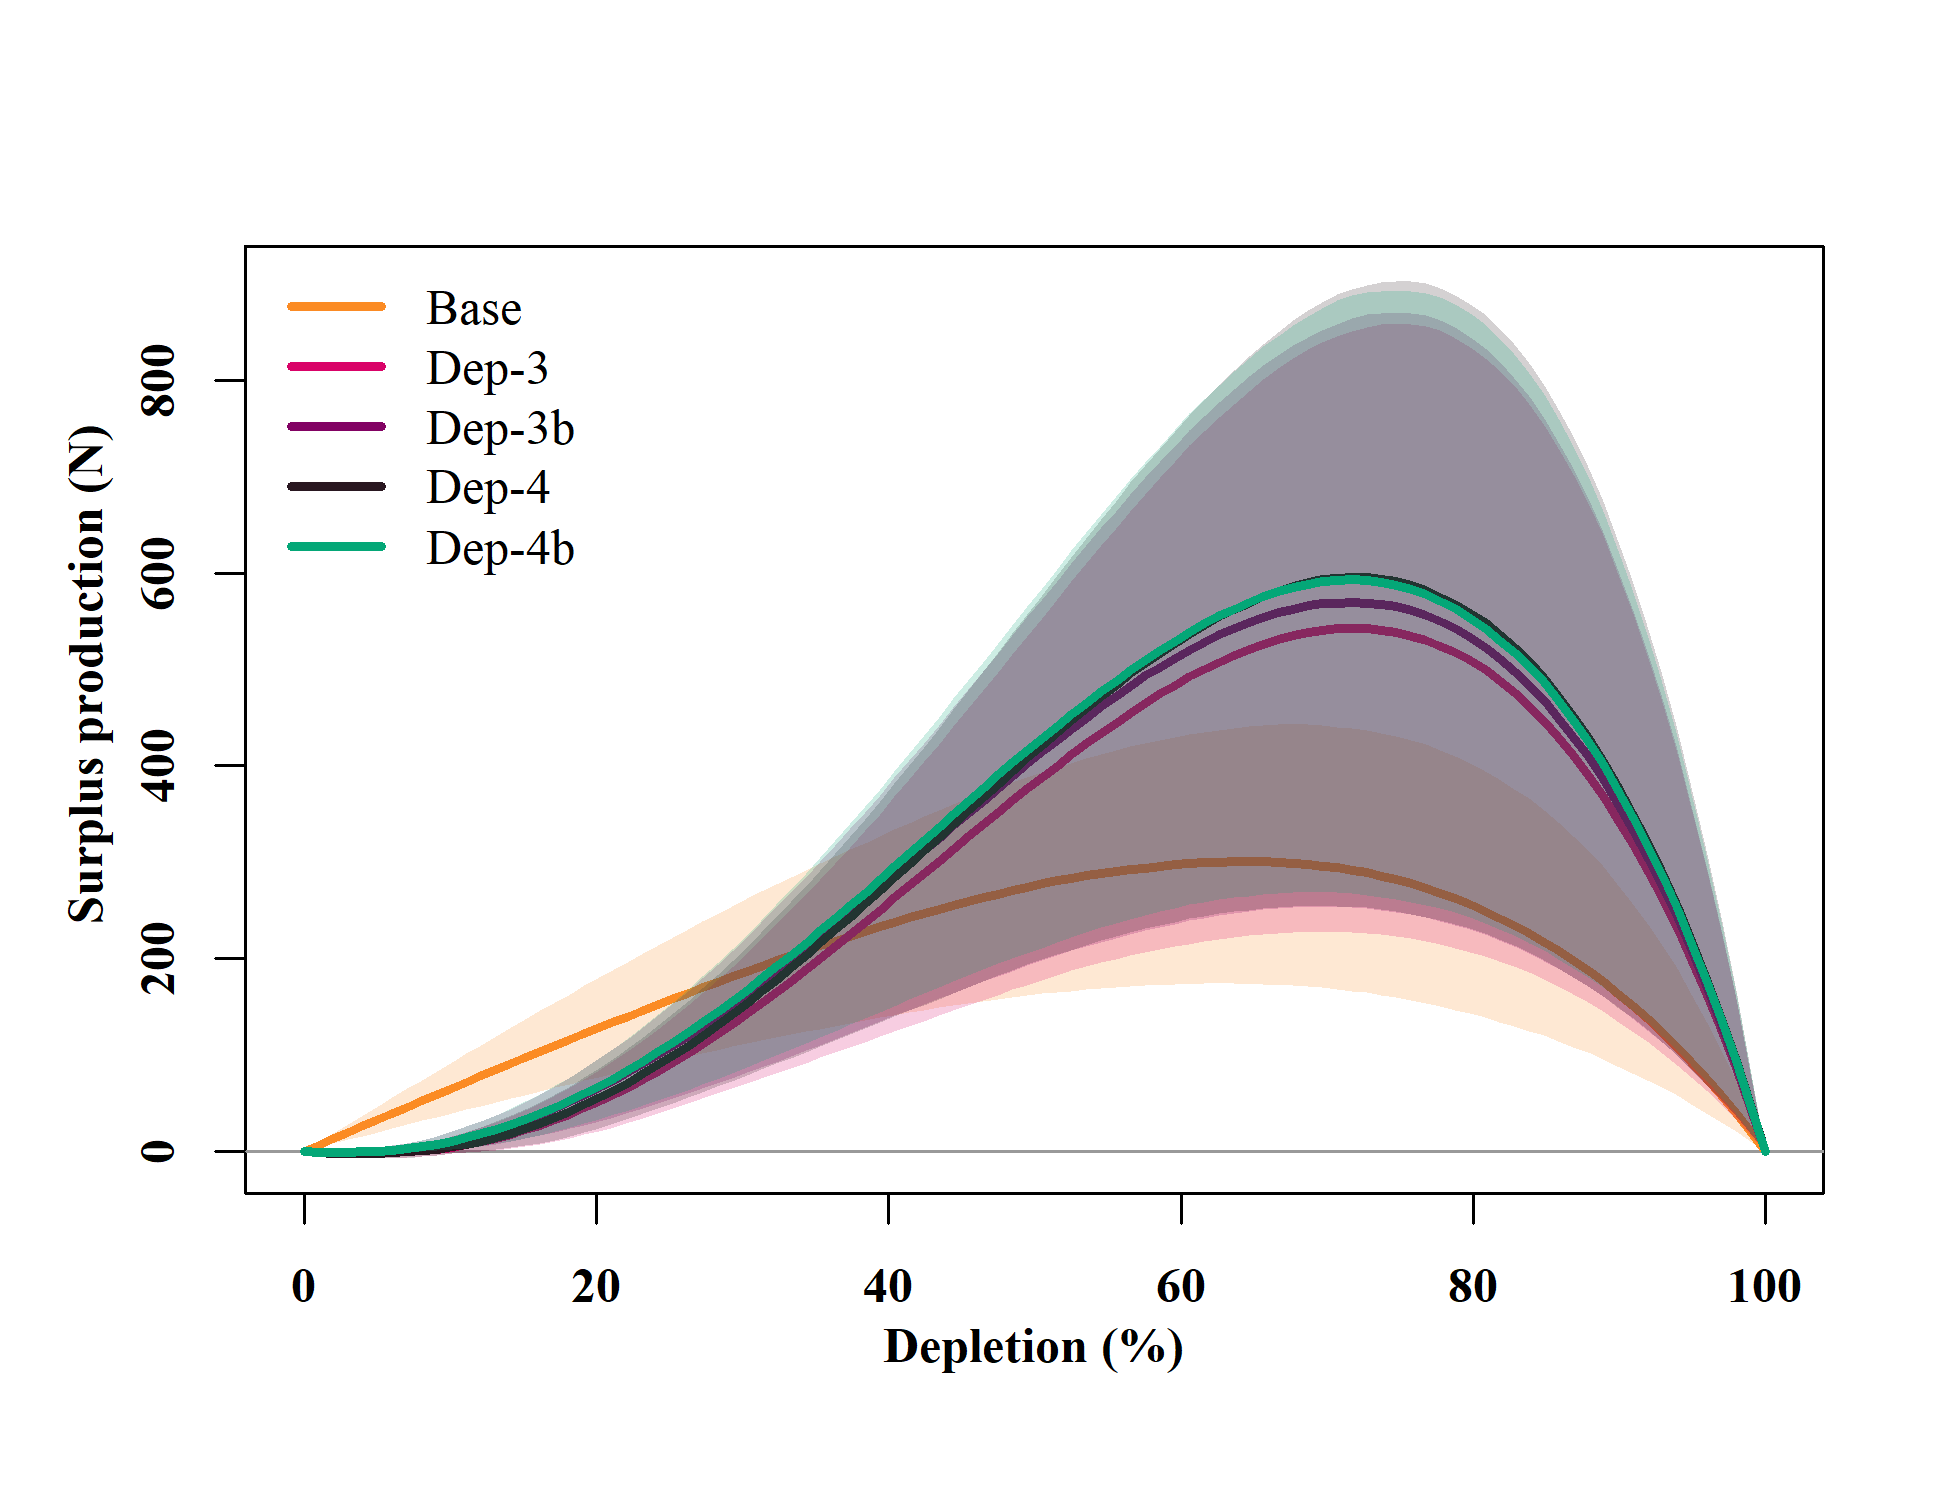 Base
Dep-3
Dep-3b
Dep-4
Dep-4b
Surplus production (N)
800
600
400
200
0
0 20 40 60 80 100
Depletion (%)